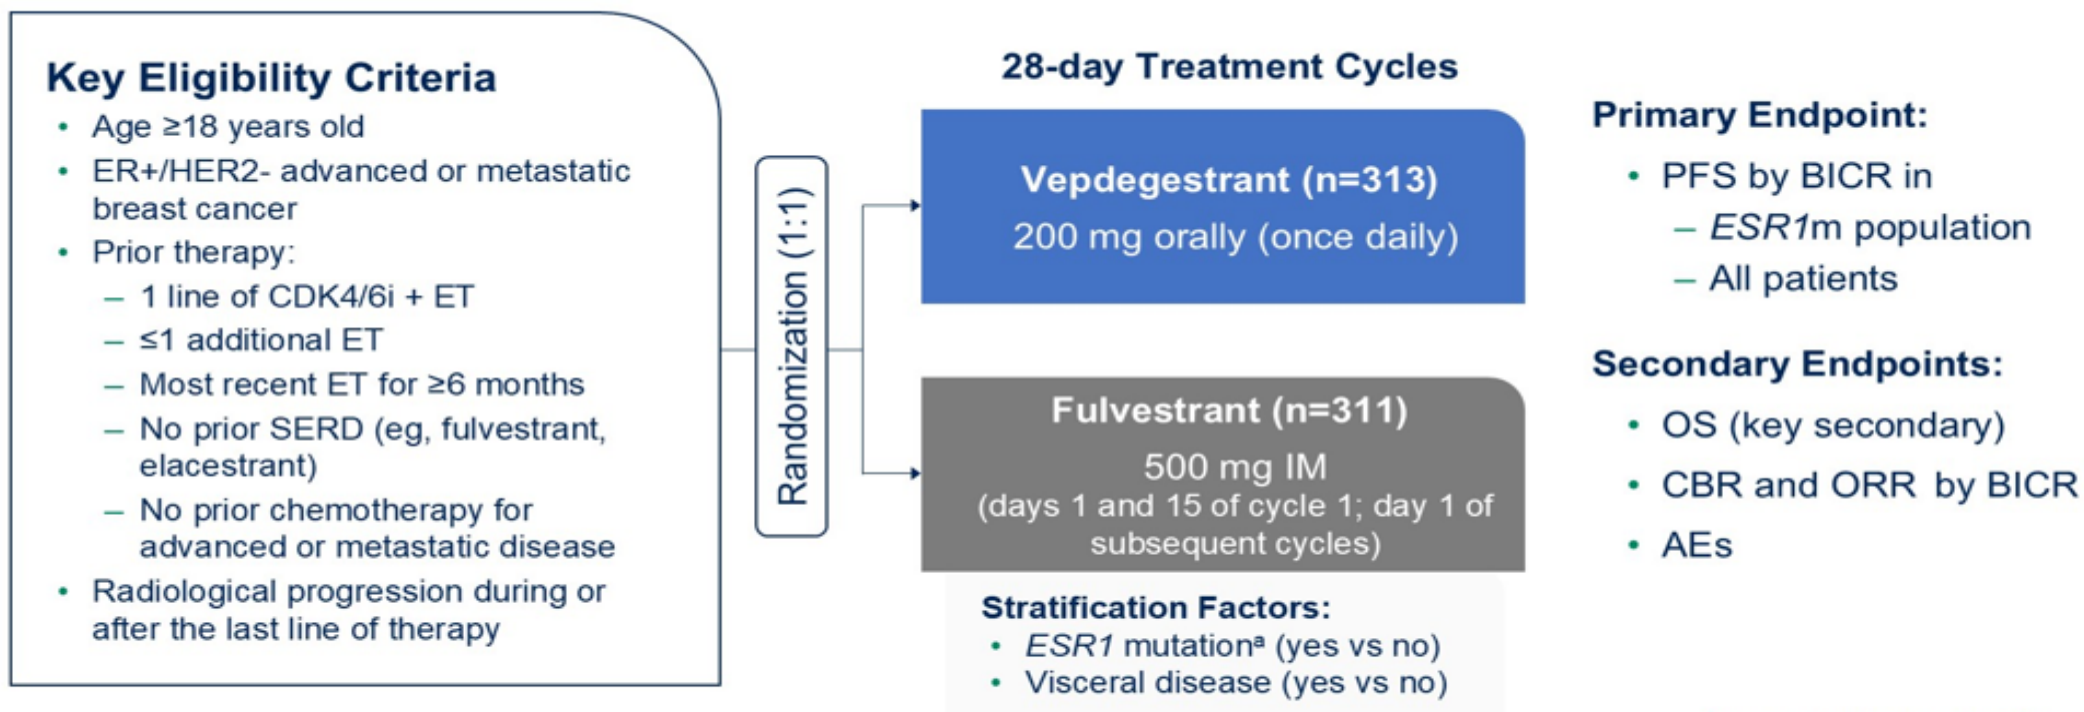 Key Eligibility Criteria
• Age ≥18 years old
• ER+/HER2- advanced or metastatic
breast cancer
• Prior therapy:
– 1 line of CDK4/6i + ET
– ≤1 additional ET
– Most recent ET for ≥6 months
– No prior SERD (eg, fulvestrant,
elacestrant)
– No prior chemotherapy for
advanced or metastatic disease
• Radiological progression during or
after the last line of therapy
Randomization (1:1)
28-day Treatment Cycles
Vepdegestrant (n=313)
200 mg orally (once daily)
Fulvestrant (n=311)
500 mg IM
(days 1 and 15 of cycle 1; day 1 of
subsequent cycles)
Stratification Factors:
• ESR1 mutationᵃ (yes vs no)
• Visceral disease (yes vs no)
Primary Endpoint:
• PFS by BICR in
– ESR1m population
– All patients
Secondary Endpoints:
• OS (key secondary)
• CBR and ORR by BICR
• AEs